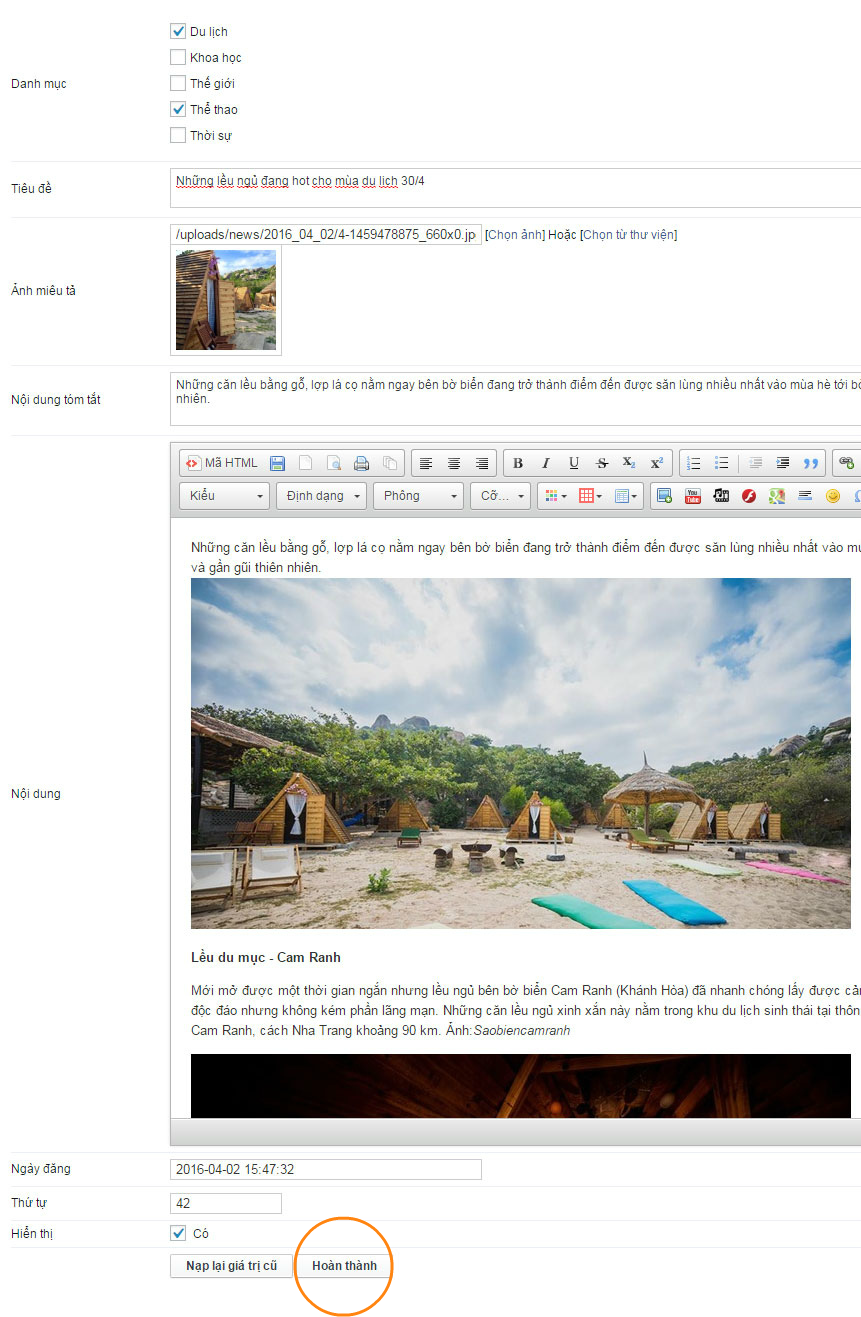 Du lịch
Khoa học
Danh mục
Thế giới
Thể thao
Thời sự
Tiêu đề
Những lều ngủ đang hot cho mùa du lịch 30/4
/uploads/news/2016_04_02/4-1459478875_660x0.jp [Chọn ảnh] Hoặc [Chọn từ thư viện]
Ảnh miêu tả
Nội dung tóm tắt
Những căn lều bằng gỗ, lợp lá cọ nằm ngay bên bờ biển đang trở thành điểm đến được săn lùng nhiều nhất vào mùa hè tới
nhiên.
Mã HTML
B I U S X₂ X²
Kiểu Định dạng Phông Cỡ...
You Tube
Những căn lều bằng gỗ, lợp lá cọ nằm ngay bên bờ biển đang trở thành điểm đến được săn lùng nhiều nhất vào
và gần gũi thiên nhiên.
Nội dung
Lều du mục - Cam Ranh
Mới mở được một thời gian ngắn nhưng lều ngủ bên bờ biển Cam Ranh (Khánh Hòa) đã nhanh chóng lấy được
độc đáo nhưng không kém phần lãng mạn. Những căn lều ngủ xinh xắn này nằm trong khu du lịch sinh thái tại thôn
Cam Ranh, cách Nha Trang khoảng 90 km. Ảnh:Saobiencamranh
Ngày đăng
2016-04-02 15:47:32
Thứ tự
42
Hiển thị
Có
Nạp lại giá trị cũ Hoàn thành